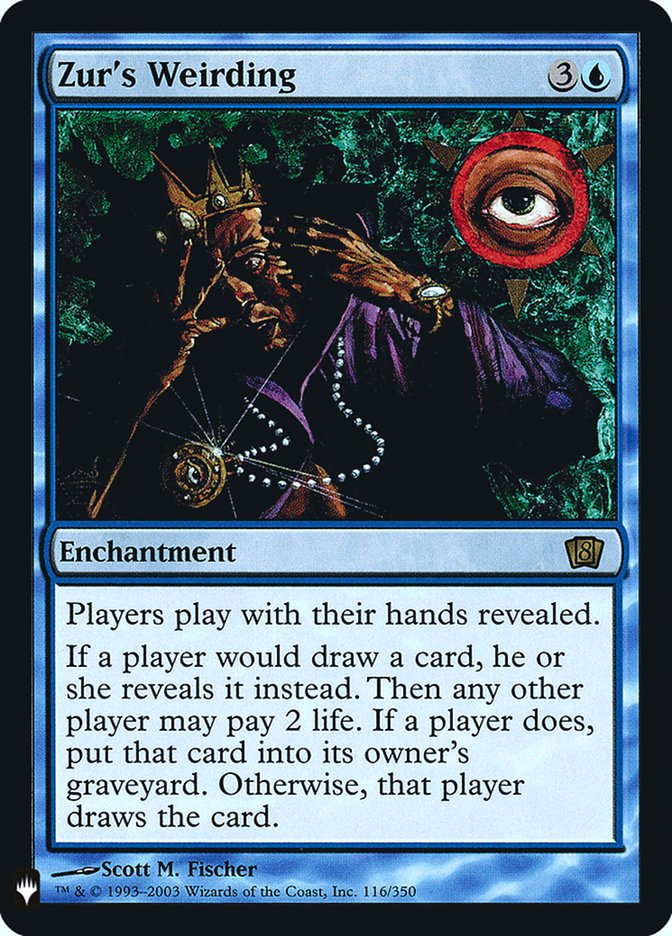 Zur's Weirding
3
Enchantment
8
Players play with their hands revealed.
If a player would draw a card, he or
she reveals it instead. Then any other
player may pay 2 life. If a player does,
put that card into its owner's
graveyard. Otherwise, that player
draws the card.
Scott M. Fischer
™ & © 1993–2003 Wizards of the Coast, Inc. 116/350